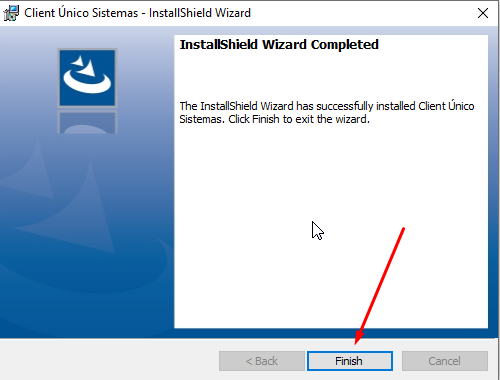 Client Único Sistemas - InstallShield Wizard
InstallShield Wizard Completed
The InstallShield Wizard has successfully installed Client Único
Sistemas. Click Finish to exit the wizard.
< Back
Finish
Cancel